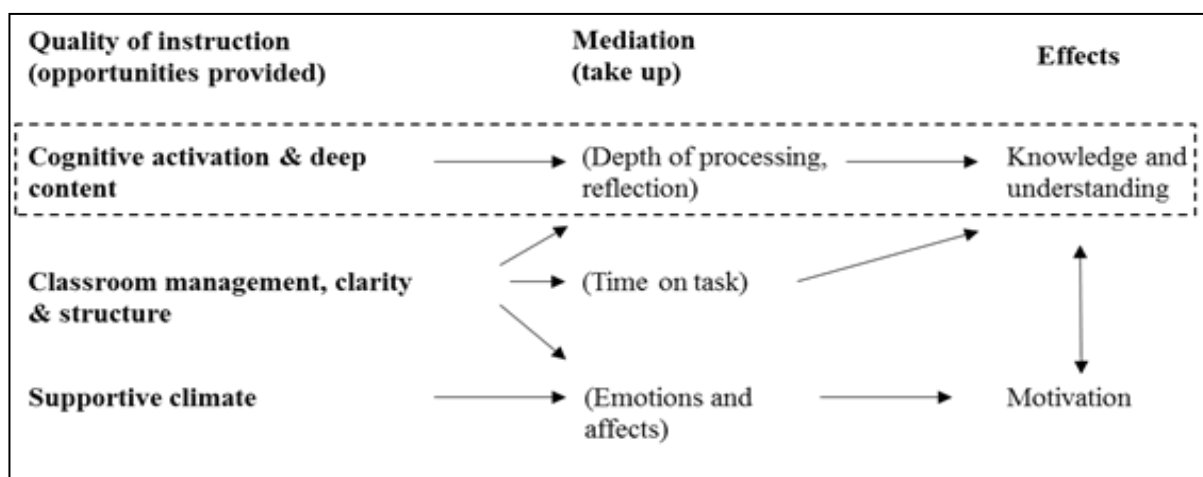 Quality of instruction
(opportunities provided)
Mediation
(take up)
Effects
Cognitive activation & deep
content
(Depth of processing,
reflection)
Knowledge and
understanding
Classroom management, clarity
& structure
(Time on task)
Supportive climate
(Emotions and
affects)
Motivation